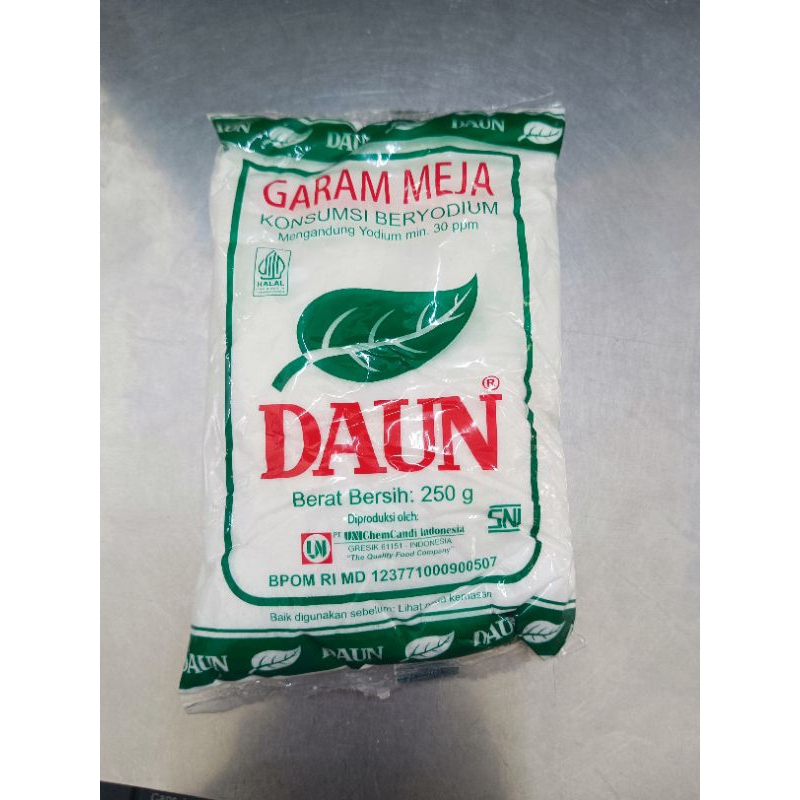 DAUN DAUN
GARAM MEJA
KONSUMSI BERYODIUM
Mengandung Yodium min. 30 ppm
HALAL
DAUN ®
Berat Bersih: 250 g
Diproduksi oleh:
PT. UNIChemCandi Indonesia
GRESIK 61151 - INDONESIA
"The Quality Food Company"
UN
SNI
BPOM RI MD 123771000900507
Baik digunakan sebelum: Lihat pada kemasan
DAUN DAUN DAUN